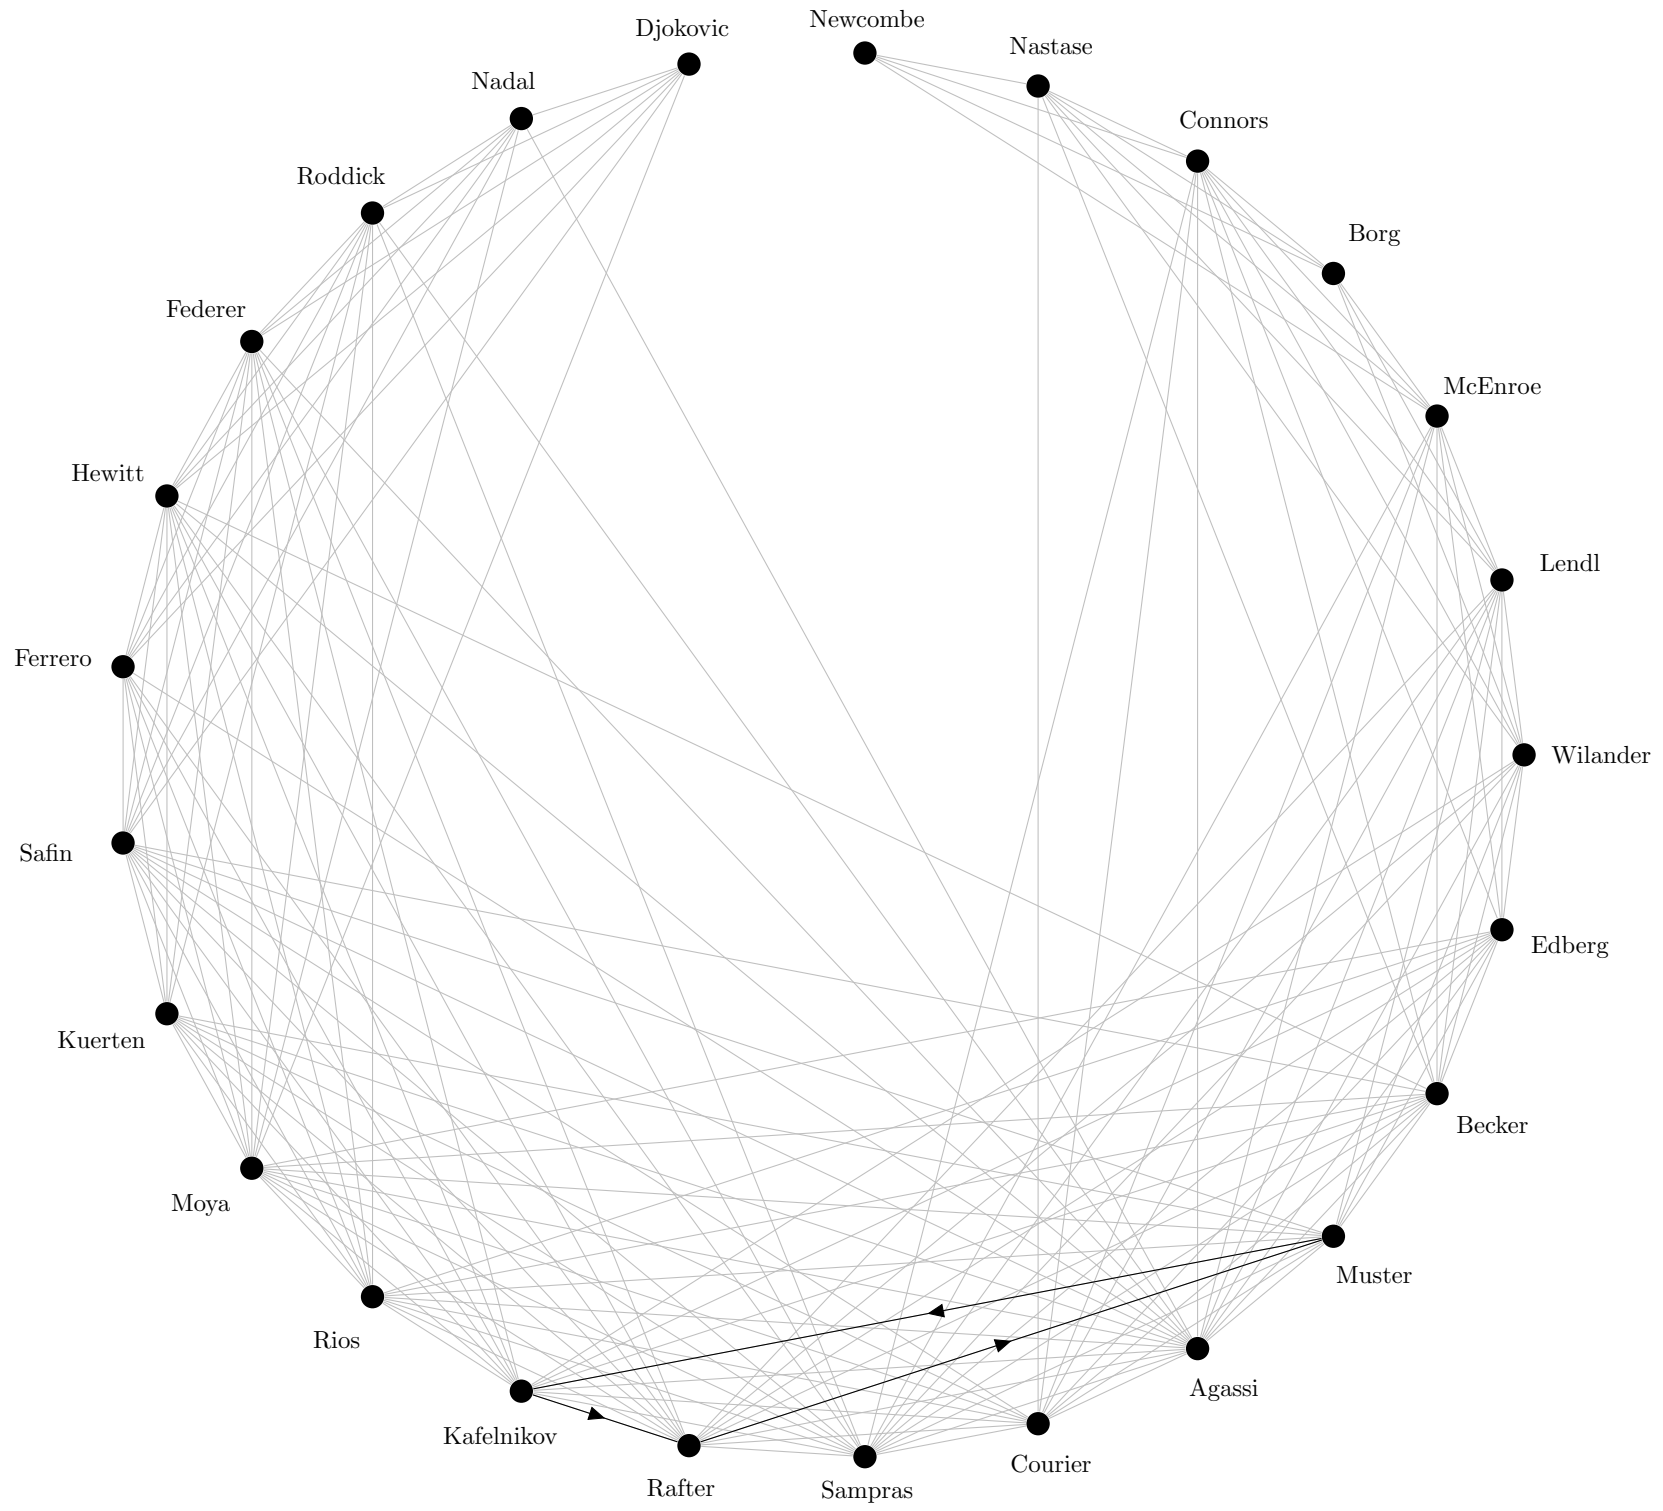 Newcombe
Djokovic
Nastase
Nadal
Connors
Roddick
Borg
Federer
McEnroe
Hewitt
Lendl
Ferrero
Wilander
Safin
Edberg
Kuerten
Becker
Moya
Muster
Rios
Agassi
Kafelnikov
Courier
Rafter
Sampras